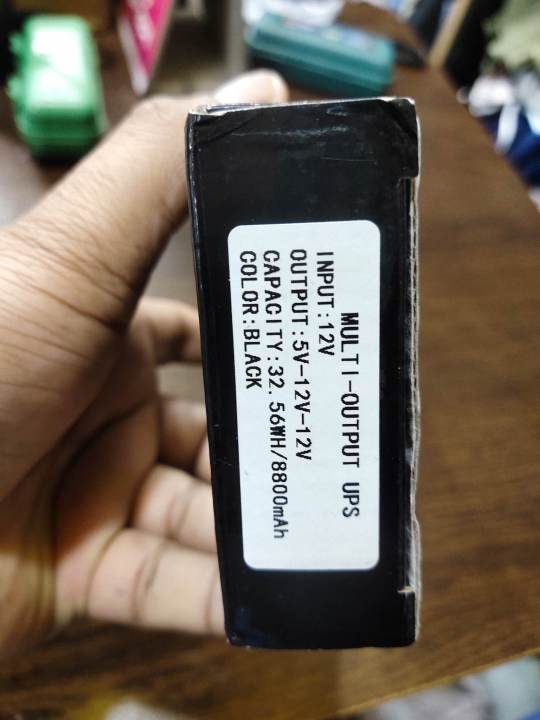 MULTI-OUTPUT UPS
INPUT:12V
OUTPUT:5V-12V-12V
CAPACITY:32.56WH/8800mAh
COLOR:BLACK